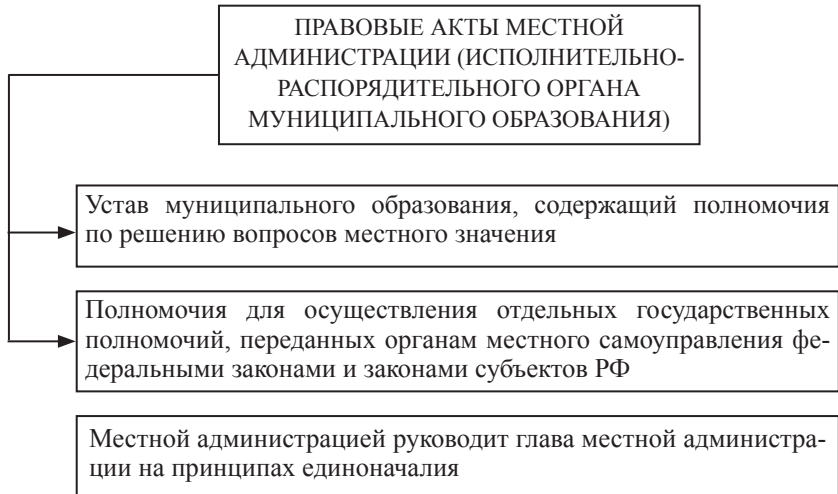 ПРАВОВЫЕ АКТЫ МЕСТНОЙ
АДМИНИСТРАЦИИ (ИСПОЛНИТЕЛЬНО-
РАСПОРЯДИТЕЛЬНОГО ОРГАНА
МУНИЦИПАЛЬНОГО ОБРАЗОВАНИЯ)
Устав муниципального образования, содержащий полномочия
по решению вопросов местного значения
Полномочия для осуществления отдельных государственных
полномочий, переданных органам местного самоуправления фе-
деральными законами и законами субъектов РФ
Местной администрацией руководит глава местной администра-
ции на принципах единоначалия